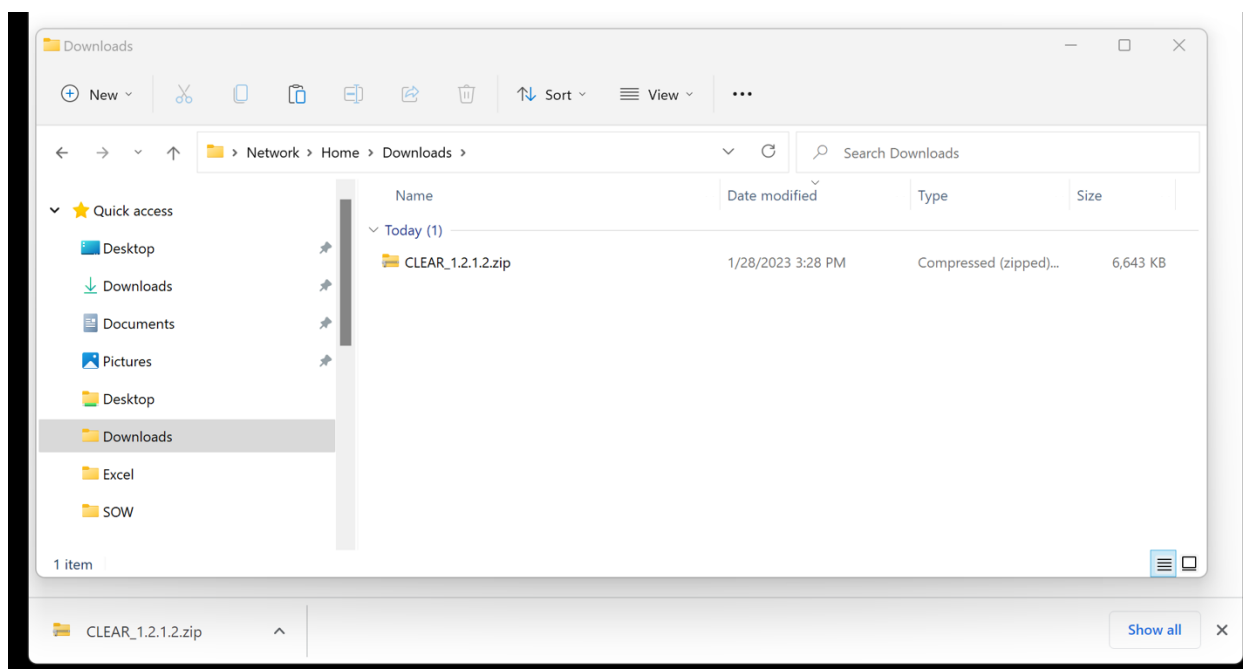 Downloads
New
Sort
View
Network > Home > Downloads >
Search Downloads
Quick access
Desktop
Downloads
Documents
Pictures
Desktop
Downloads
Excel
SOW
Name Date modified Type Size
Today (1)
CLEAR_1.2.1.2.zip 1/28/2023 3:28 PM Compressed (zipped)... 6,643 KB
1 item
CLEAR_1.2.1.2.zip
Show all